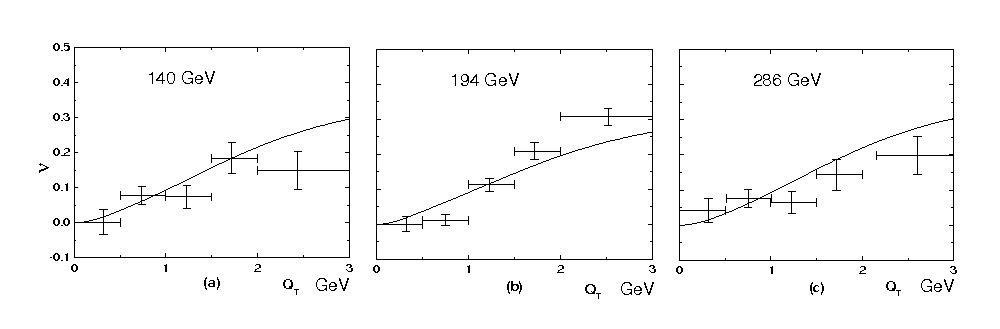 140 GeV
194 GeV
286 GeV
0.5
0.4
0.3
0.2
0.1
0.0
-0.1
ν
0 1 2 3
0 1 2 3
0 1 2 3
(a) Q_T GeV
(b) Q_T GeV
(c) Q_T GeV